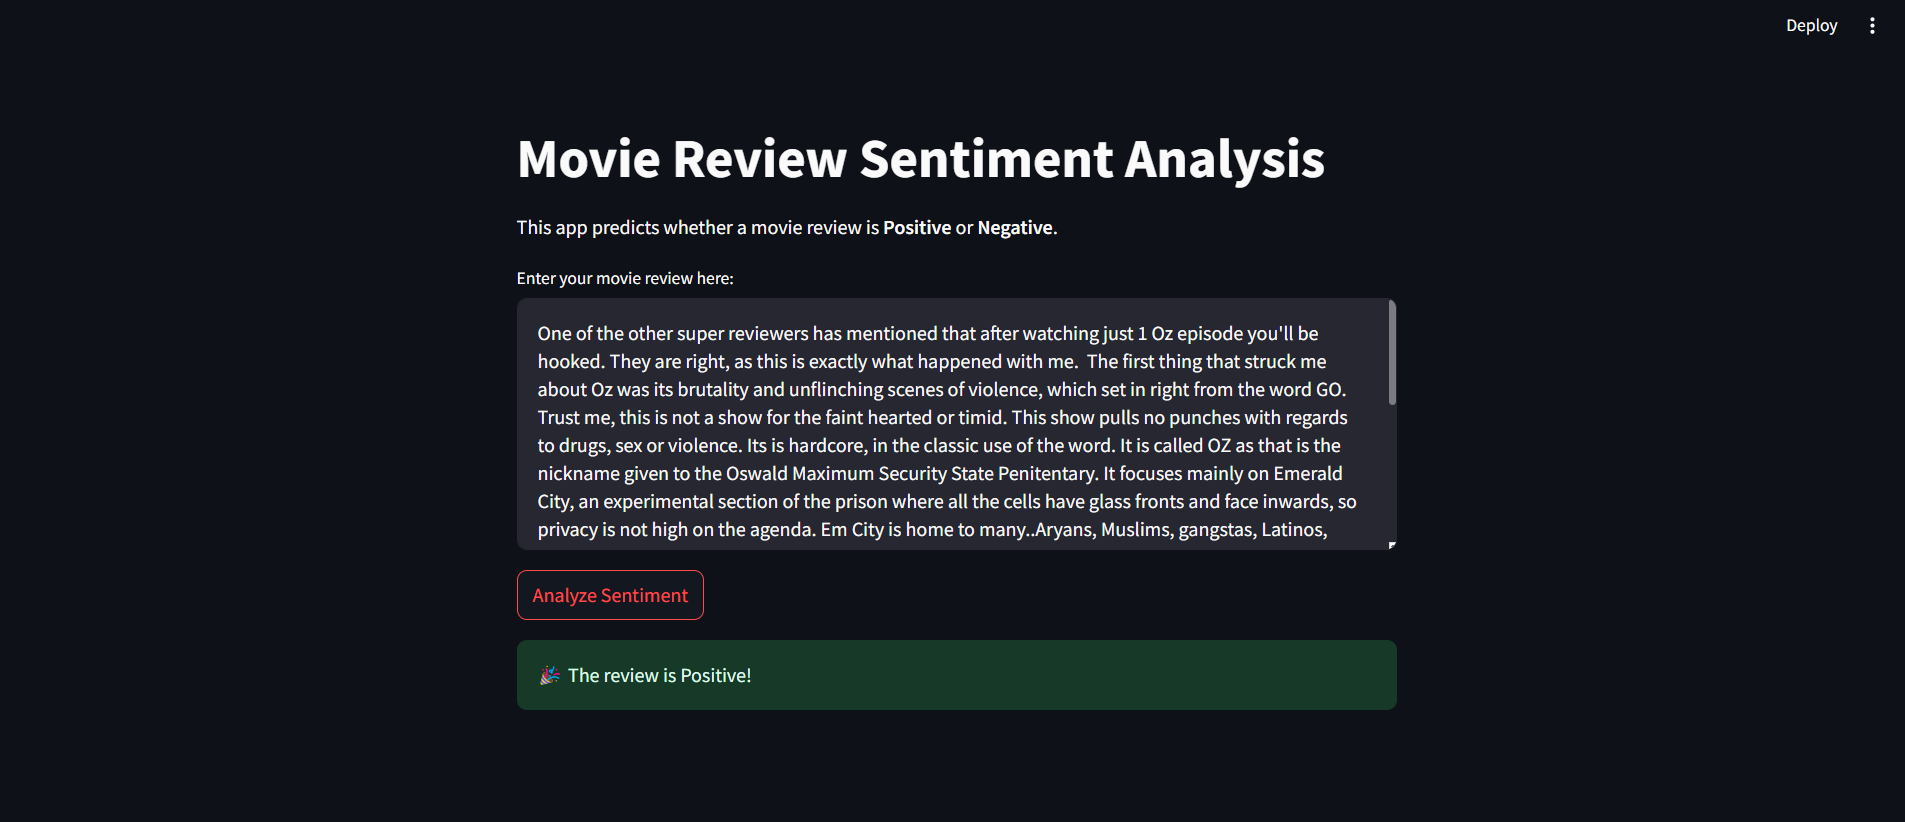 Deploy
Movie Review Sentiment Analysis
This app predicts whether a movie review is Positive or Negative.
Enter your movie review here:
One of the other super reviewers has mentioned that after watching just 1 Oz episode you'll be
hooked. They are right, as this is exactly what happened with me.  The first thing that struck me
about Oz was its brutality and unflinching scenes of violence, which set in right from the word GO.
Trust me, this is not a show for the faint hearted or timid. This show pulls no punches with regards
to drugs, sex or violence. Its is hardcore, in the classic use of the word. It is called OZ as that is the
nickname given to the Oswald Maximum Security State Penitentary. It focuses mainly on Emerald
City, an experimental section of the prison where all the cells have glass fronts and face inwards, so
privacy is not high on the agenda. Em City is home to many..Aryans, Muslims, gangstas, Latinos,
Analyze Sentiment
🎉 The review is Positive!